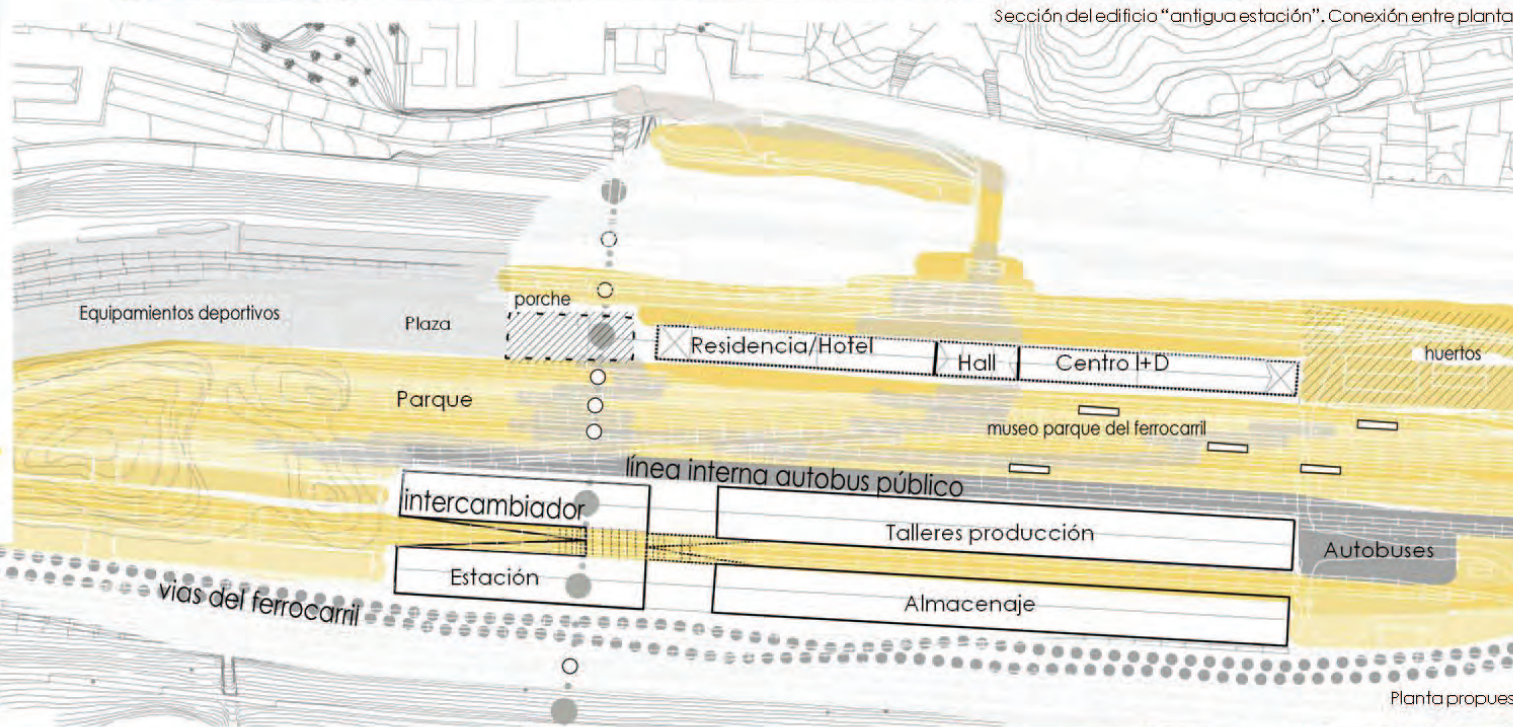 Sección del edificio "antigua estación". Conexión entre planta
porche
Equipamientos deportivos
Plaza
Residencia/Hotel
Hall
Centro I+D
huertos
Parque
museo parque del ferrocarril
línea interna autobus público
intercambiador
Talleres producción
Autobuses
Estación
Almacenaje
vias del ferrocarril
Planta propues